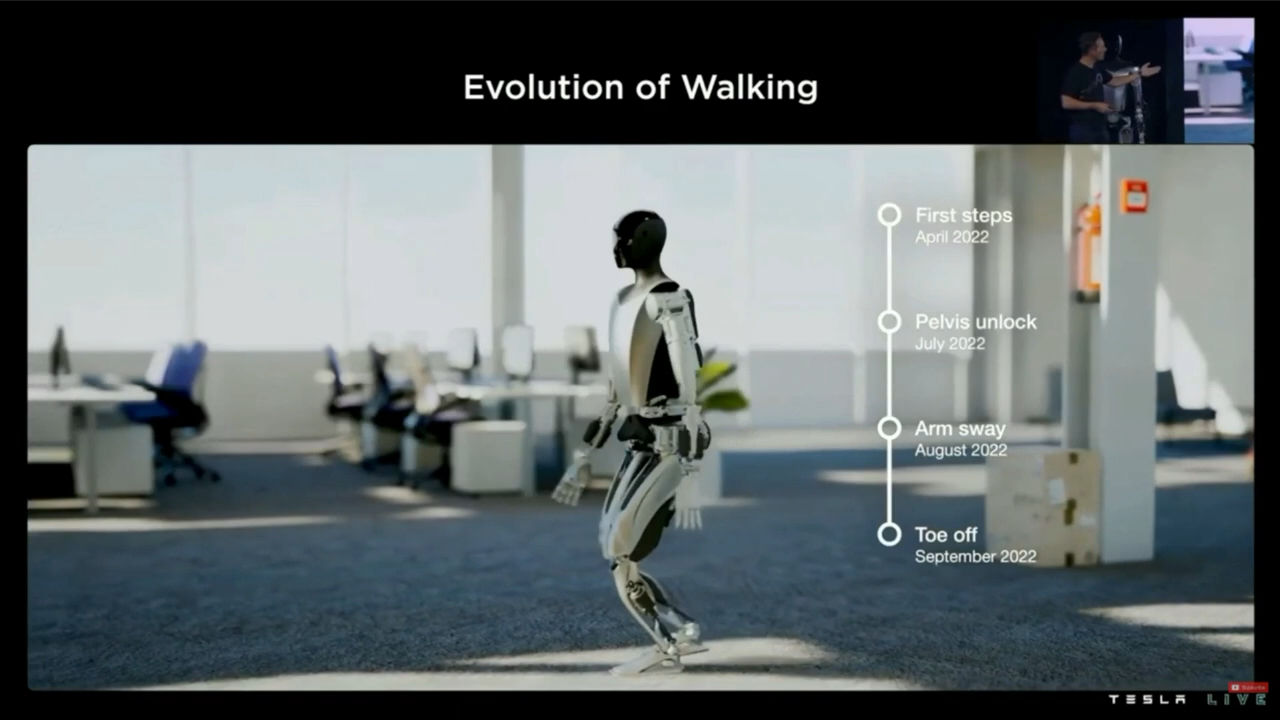 Evolution of Walking
First steps
April 2022
Pelvis unlock
July 2022
Arm sway
August 2022
Toe off
September 2022
TESLA LIVE